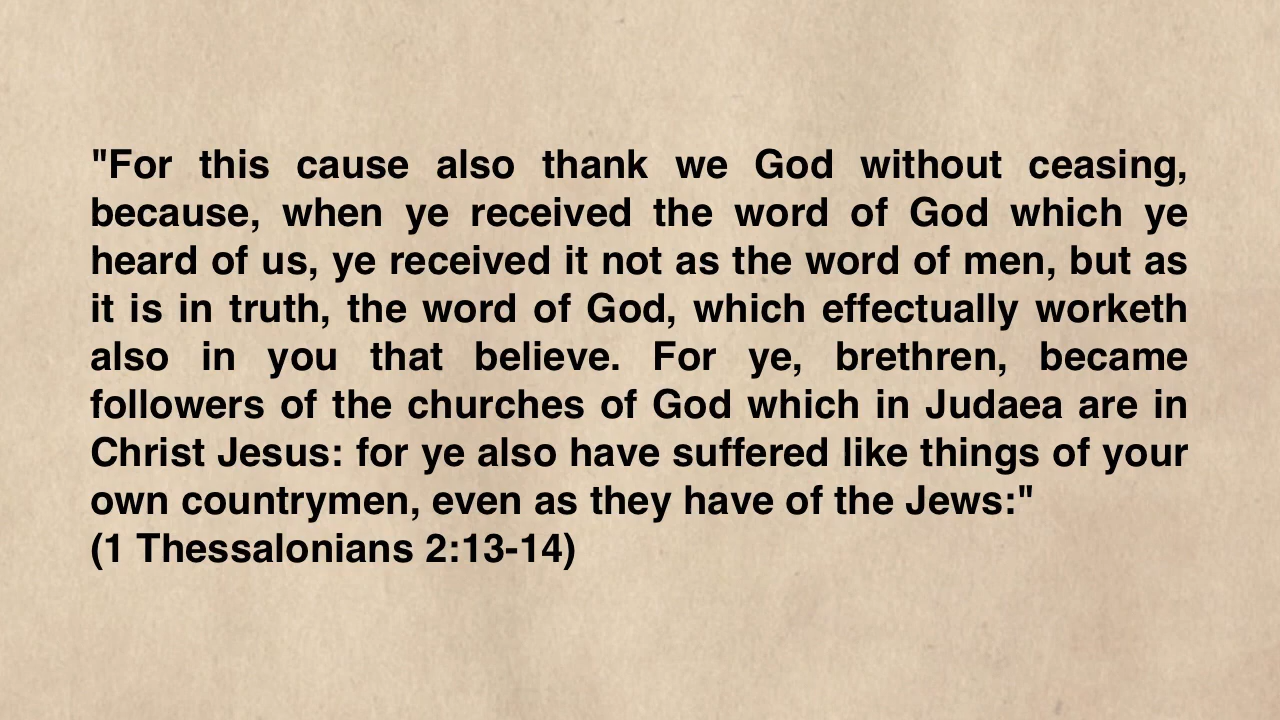 "For this cause also thank we God without ceasing,
because, when ye received the word of God which ye
heard of us, ye received it not as the word of men, but as
it is in truth, the word of God, which effectually worketh
also in you that believe. For ye, brethren, became
followers of the churches of God which in Judaea are in
Christ Jesus: for ye also have suffered like things of your
own countrymen, even as they have of the Jews:"
(1 Thessalonians 2:13-14)